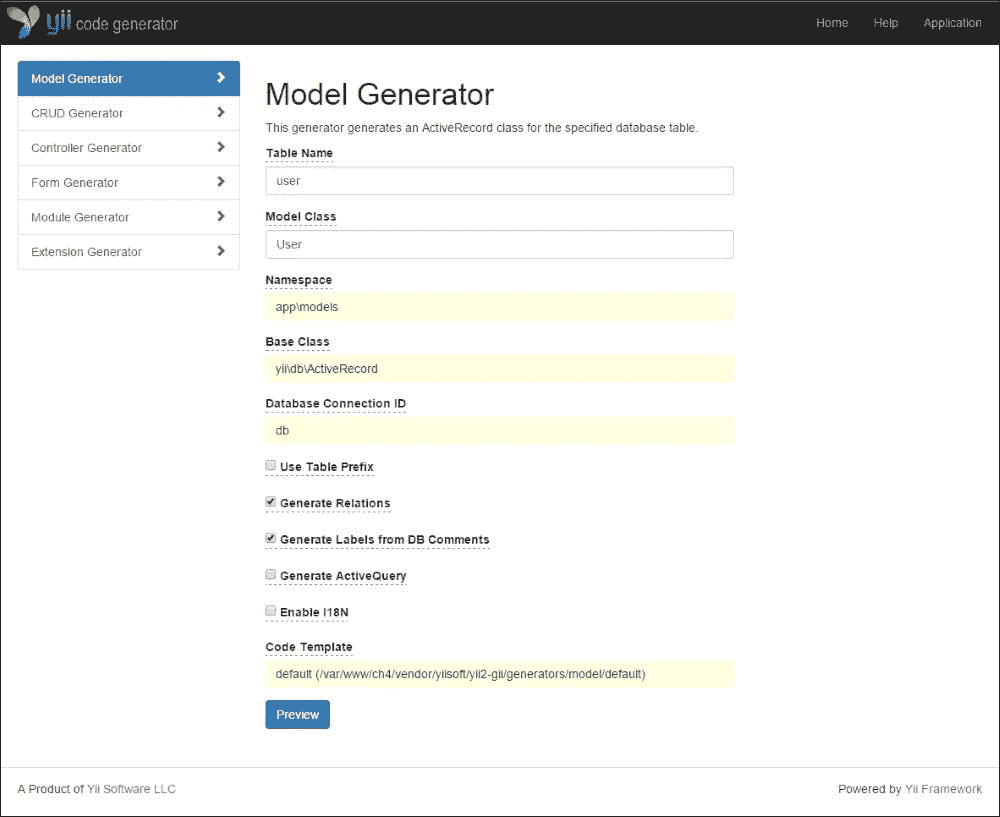 yii code generator
Home
Help
Application
Model Generator
CRUD Generator
Controller Generator
Form Generator
Module Generator
Extension Generator
Model Generator
This generator generates an ActiveRecord class for the specified database table.
Table Name
user
Model Class
User
Namespace
app\models
Base Class
yii\db\ActiveRecord
Database Connection ID
db
Use Table Prefix
Generate Relations
Generate Labels from DB Comments
Generate ActiveQuery
Enable I18N
Code Template
default (/var/www/ch4/vendor/yiisoft/yii2-gii/generators/model/default)
Preview
A Product of Yii Software LLC
Powered by Yii Framework